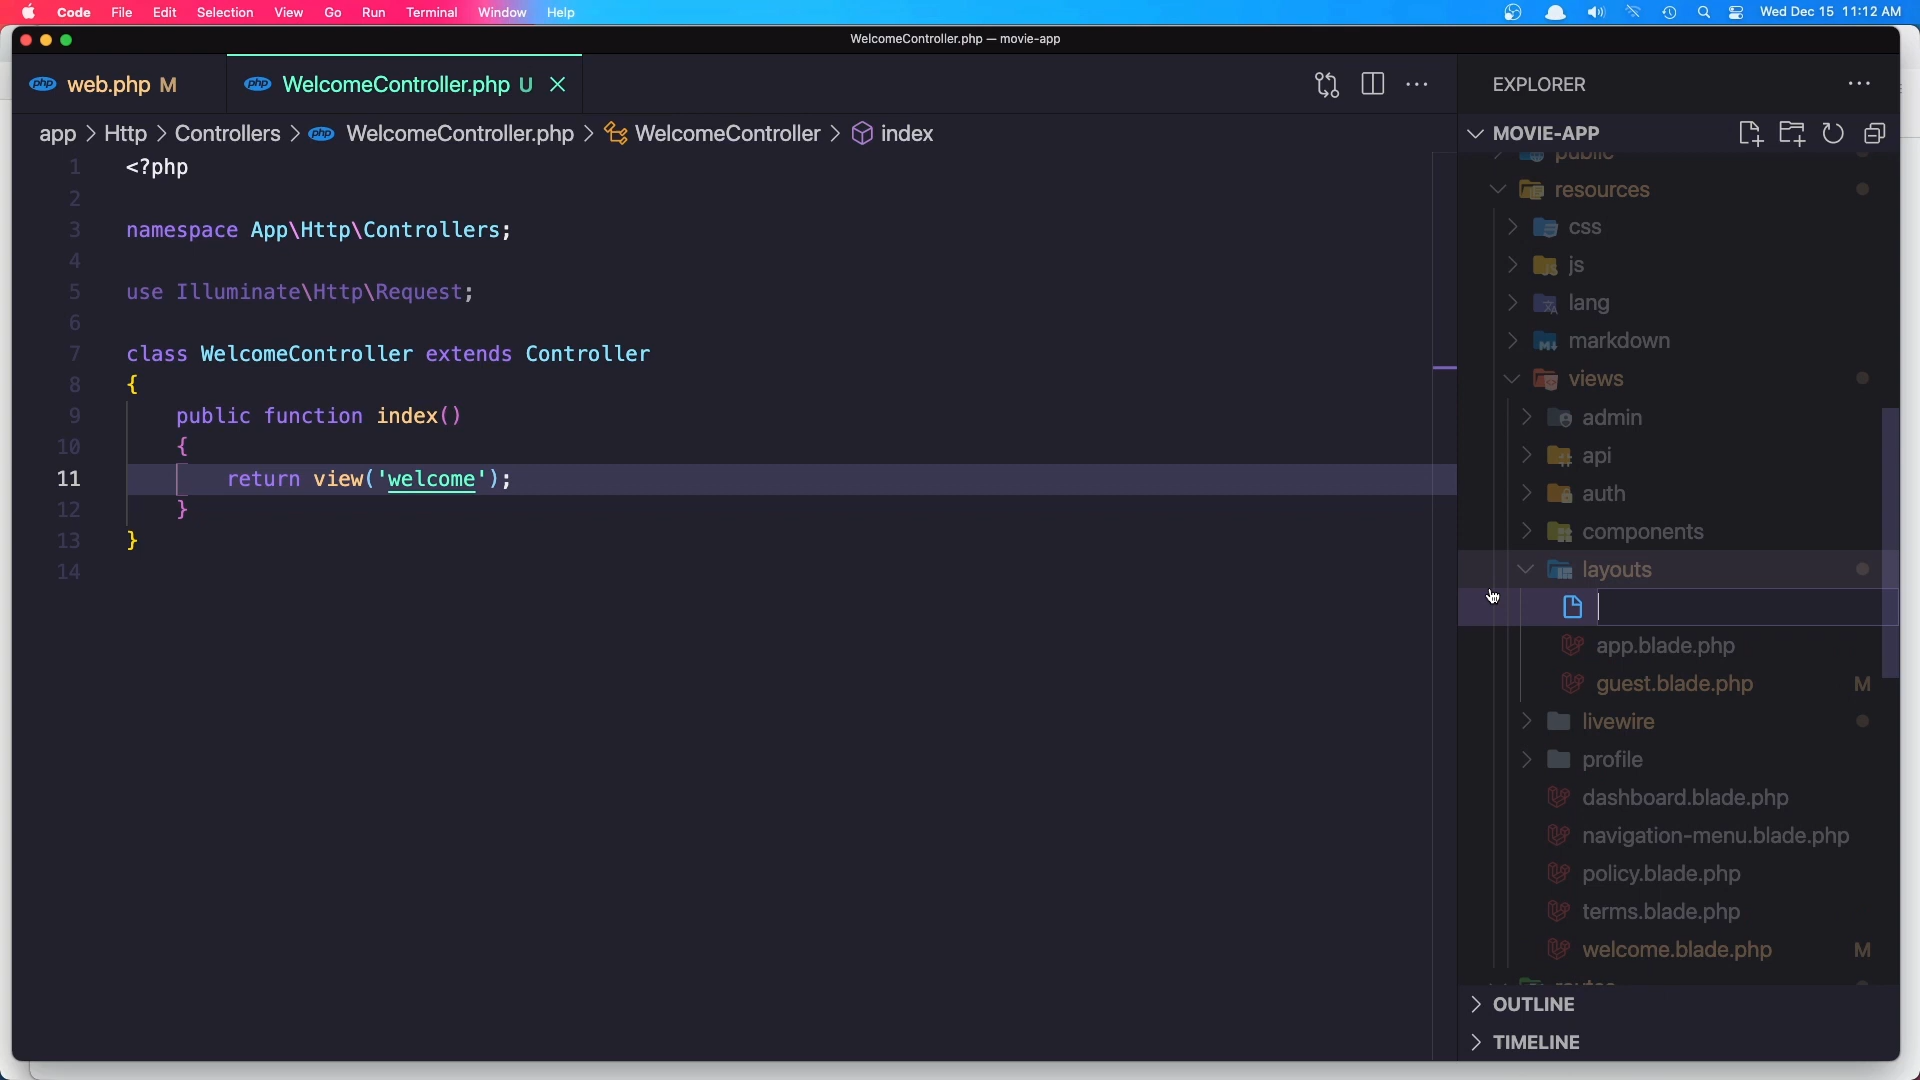 Code File Edit Selection View Go Run Terminal Window Help Wed Dec 15 11:12 AM
WelcomeController.php — movie-app
web.php M WelcomeController.php U
app > Http > Controllers > WelcomeController.php > WelcomeController > index
1 <?php
2
3 namespace App\Http\Controllers;
4
5 use Illuminate\Http\Request;
6
7 class WelcomeController extends Controller
8 {
9 public function index()
10 {
11 return view('welcome');
12 }
13 }
14
EXPLORER
MOVIE-APP
public
resources
css
js
lang
markdown
views
admin
api
auth
components
layouts
app.blade.php
guest.blade.php M
livewire
profile
dashboard.blade.php
navigation-menu.blade.php
policy.blade.php
terms.blade.php
welcome.blade.php M
OUTLINE
TIMELINE